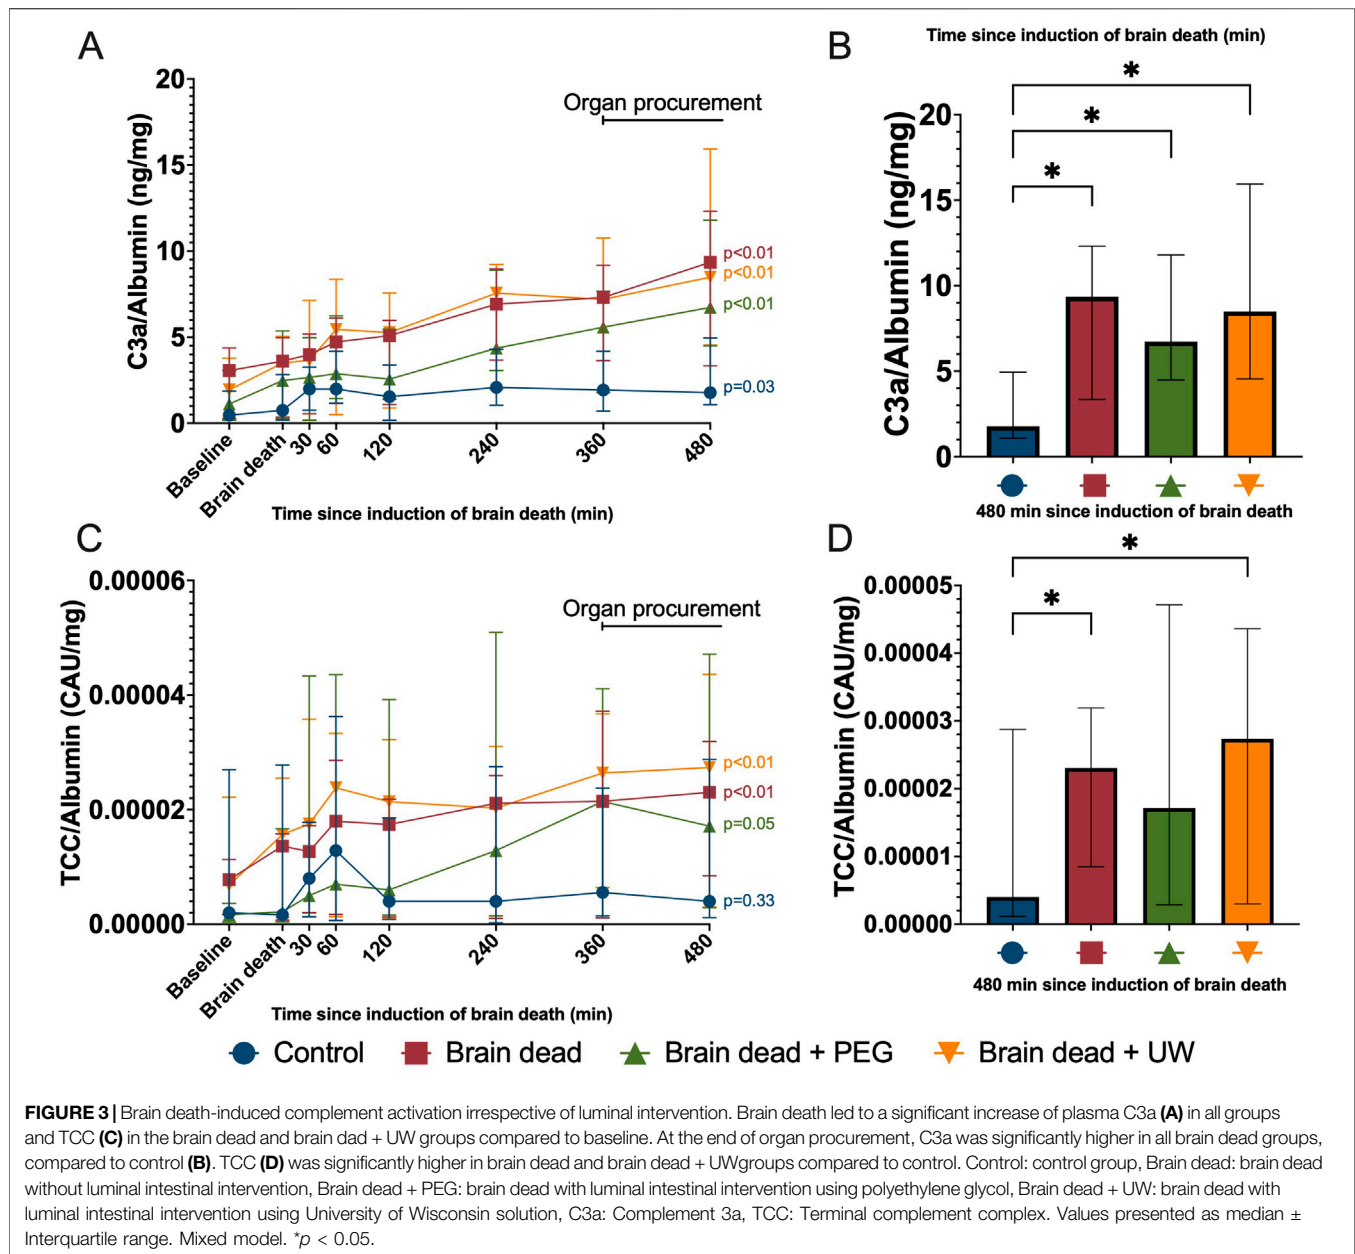 A
C3a/Albumin (ng/mg)
20
15
10
5
0
Organ procurement
p<0.01
p<0.01
p<0.01
p=0.03
Baseline
Brain death
30
60
120
240
360
480
Time since induction of brain death (min)
B
Time since induction of brain death (min)
C3a/Albumin (ng/mg)
20
15
10
5
0
*
*
*
480 min since induction of brain death
C
TCC/Albumin (CAU/mg)
0.00006
0.00004
0.00002
0.00000
Organ procurement
p<0.01
p<0.01
p=0.05
p=0.33
Baseline
Brain death
30
60
120
240
360
480
Time since induction of brain death (min)
D
TCC/Albumin (CAU/mg)
0.00005
0.00004
0.00003
0.00002
0.00001
0.00000
*
*
480 min since induction of brain death
Control
Brain dead
Brain dead + PEG
Brain dead + UW
FIGURE 3 | Brain death-induced complement activation irrespective of luminal intervention. Brain death led to a significant increase of plasma C3a (A) in all groups
and TCC (C) in the brain dead and brain dad + UW groups compared to baseline. At the end of organ procurement, C3a was significantly higher in all brain dead groups,
compared to control (B). TCC (D) was significantly higher in brain dead and brain dead + UWgroups compared to control. Control: control group, Brain dead: brain dead
without luminal intestinal intervention, Brain dead + PEG: brain dead with luminal intestinal intervention using polyethylene glycol, Brain dead + UW: brain dead with
luminal intestinal intervention using University of Wisconsin solution, C3a: Complement 3a, TCC: Terminal complement complex. Values presented as median ±
Interquartile range. Mixed model. *p < 0.05.